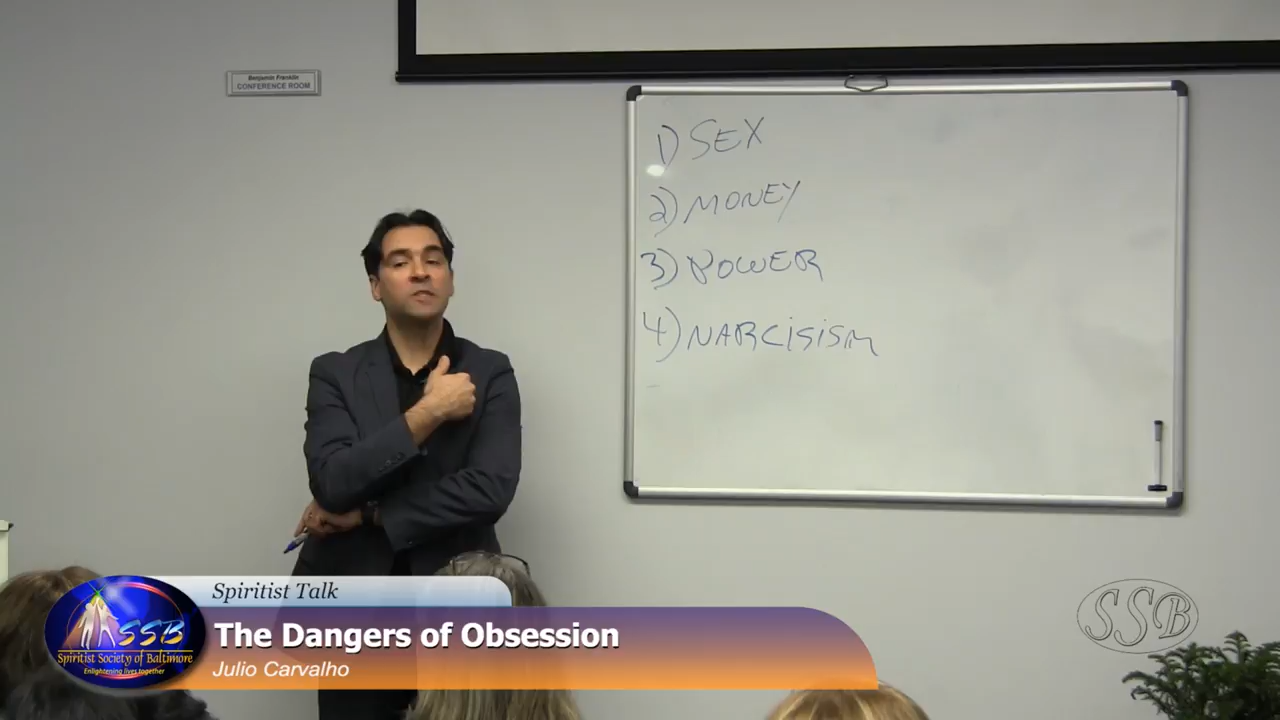 Benjamin Franklin
CONFERENCE ROOM
1) SEX
2) MONEY
3) POWER
4) NARCISISM
SSB
Spiritist Talk
The Dangers of Obsession
Julio Carvalho
SSB
Spiritist Society of Baltimore
Enlightening lives together